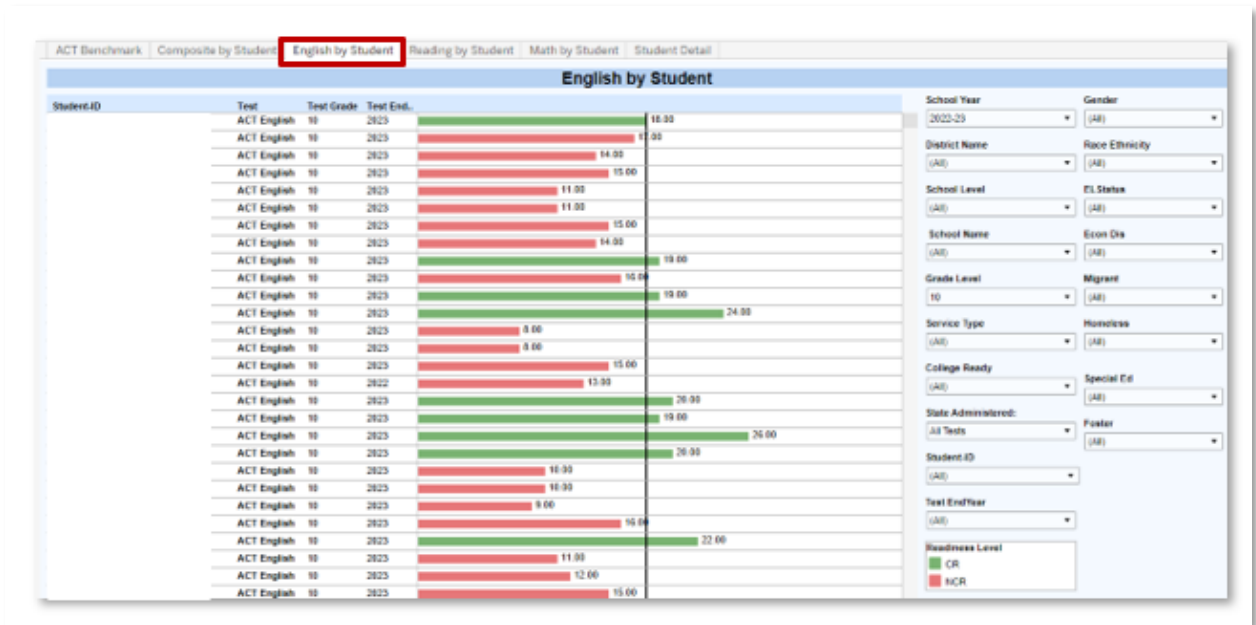 ACT Benchmark Composite by Student English by Student Reading by Student Math by Student Student Detail
English by Student
Student-ID Test Test Grade Test End..
ACT English 10 2023 18.00
ACT English 10 2023 17.00
ACT English 10 2023 14.00
ACT English 10 2023 15.00
ACT English 10 2023 11.00
ACT English 10 2023 11.00
ACT English 10 2023 15.00
ACT English 10 2023 14.00
ACT English 10 2023 19.00
ACT English 10 2023 16.00
ACT English 10 2023 19.00
ACT English 10 2023 24.00
ACT English 10 2023 8.00
ACT English 10 2023 8.00
ACT English 10 2023 15.00
ACT English 10 2022 13.00
ACT English 10 2023 20.00
ACT English 10 2023 19.00
ACT English 10 2023 26.00
ACT English 10 2023 20.00
ACT English 10 2023 10.00
ACT English 10 2023 10.00
ACT English 10 2023 9.00
ACT English 10 2023 16.00
ACT English 10 2023 22.00
ACT English 10 2023 11.00
ACT English 10 2023 12.00
ACT English 10 2023 15.00
School Year
2022-23
District Name
(All)
School Level
(All)
School Name
(All)
Grade Level
10
Service Type
(All)
College Ready
(All)
State Administered:
All Tests
Student-ID
(All)
Test EndYear
(All)
Readiness Level
CR
NCR
Gender
(All)
Race Ethnicity
(All)
EL Status
(All)
Econ Dis
(All)
Migrant
(All)
Homeless
(All)
Special Ed
(All)
Foster
(All)